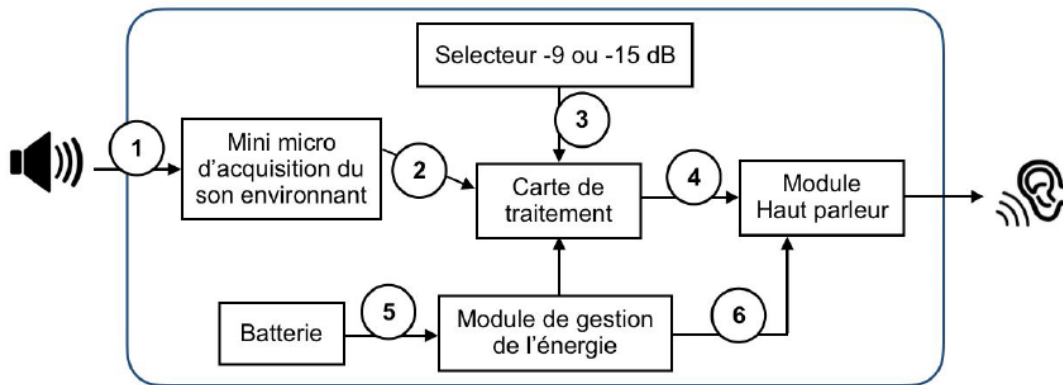 Selecteur -9 ou -15 dB
1
Mini micro
d'acquisition du
son environnant
2
3
Carte de
traitement
4
Module
Haut parleur
Batterie
5
Module de gestion
de l'énergie
6